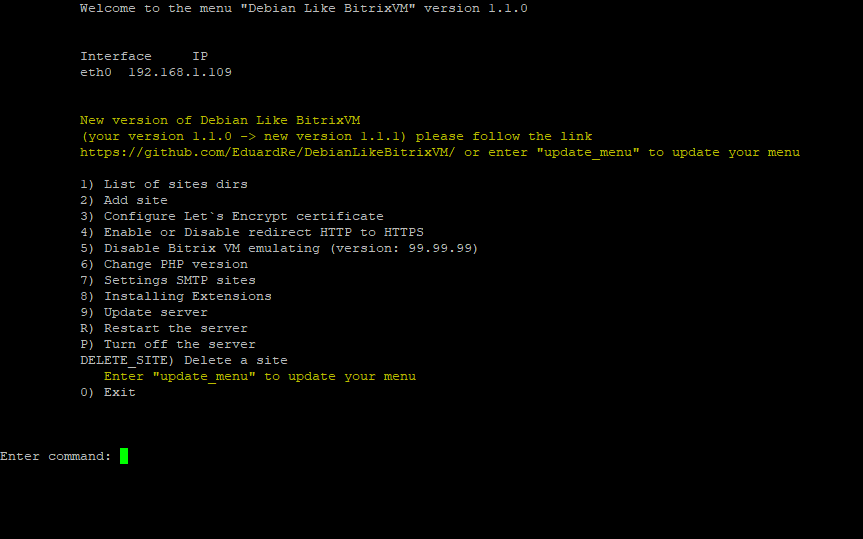 Welcome to the menu "Debian Like BitrixVM" version 1.1.0
Interface IP
eth0 192.168.1.109
New version of Debian Like BitrixVM
(your version 1.1.0 -> new version 1.1.1) please follow the link
https://github.com/EduardRe/DebianLikeBitrixVM/ or enter "update_menu" to update your menu
1) List of sites dirs
2) Add site
3) Configure Let`s Encrypt certificate
4) Enable or Disable redirect HTTP to HTTPS
5) Disable Bitrix VM emulating (version: 99.99.99)
6) Change PHP version
7) Settings SMTP sites
8) Installing Extensions
9) Update server
R) Restart the server
P) Turn off the server
DELETE_SITE) Delete a site
Enter "update_menu" to update your menu
0) Exit
Enter command: